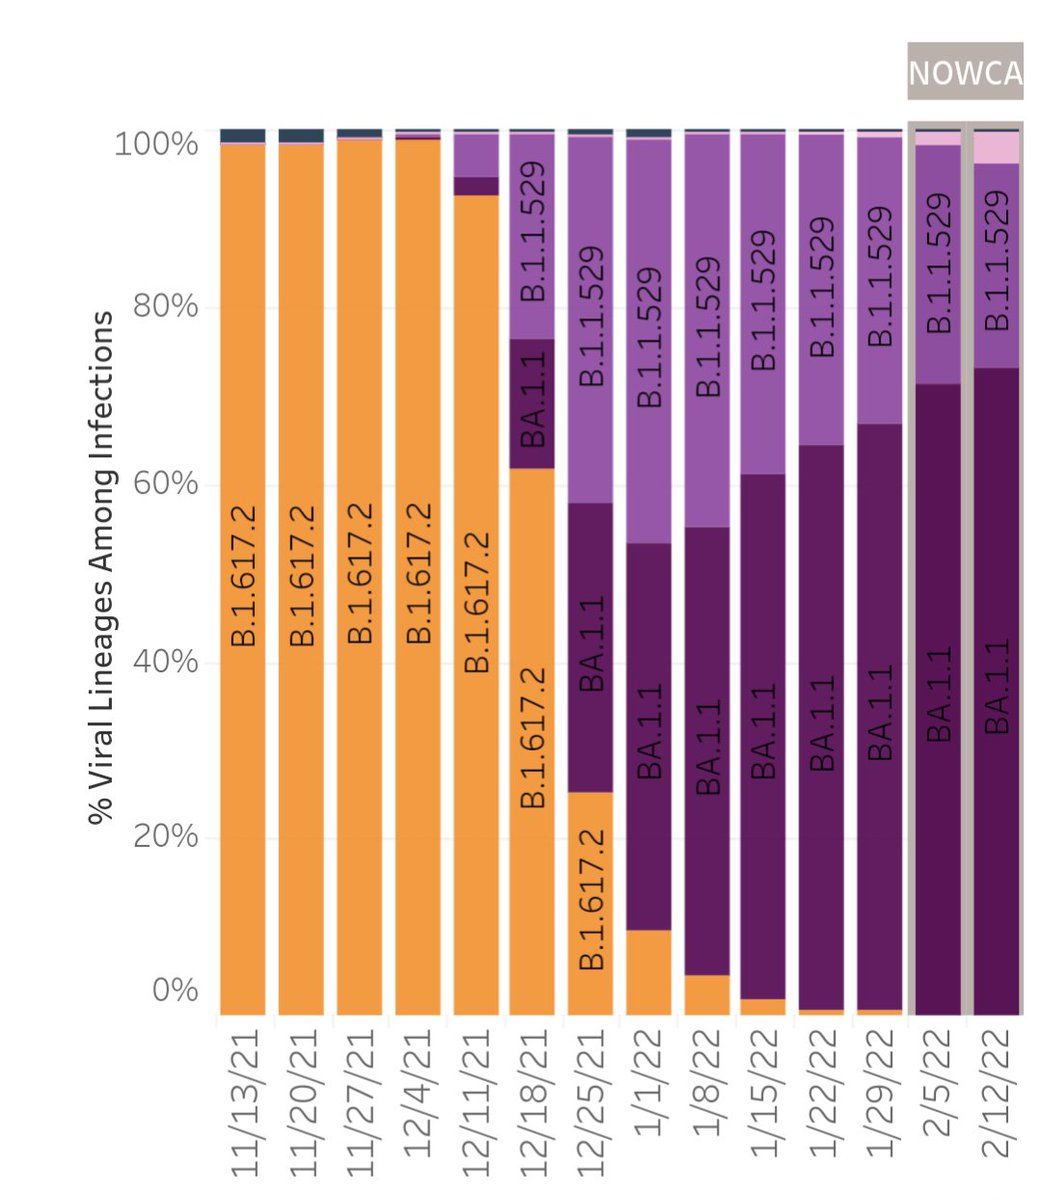 NOWCA
% Viral Lineages Among Infections
100%
80%
60%
40%
20%
0%
B.1.617.2
B.1.617.2
B.1.617.2
B.1.617.2
B.1.617.2
B.1.1.529
BA.1.1
B.1.617.2
B.1.1.529
BA.1.1
B.1.617.2
B.1.1.529
BA.1.1
B.1.1.529
BA.1.1
B.1.1.529
BA.1.1
B.1.1.529
BA.1.1
B.1.1.529
BA.1.1
B.1.1.529
BA.1.1
B.1.1.529
BA.1.1
11/13/21
11/20/21
11/27/21
12/4/21
12/11/21
12/18/21
12/25/21
1/1/22
1/8/22
1/15/22
1/22/22
1/29/22
2/5/22
2/12/22